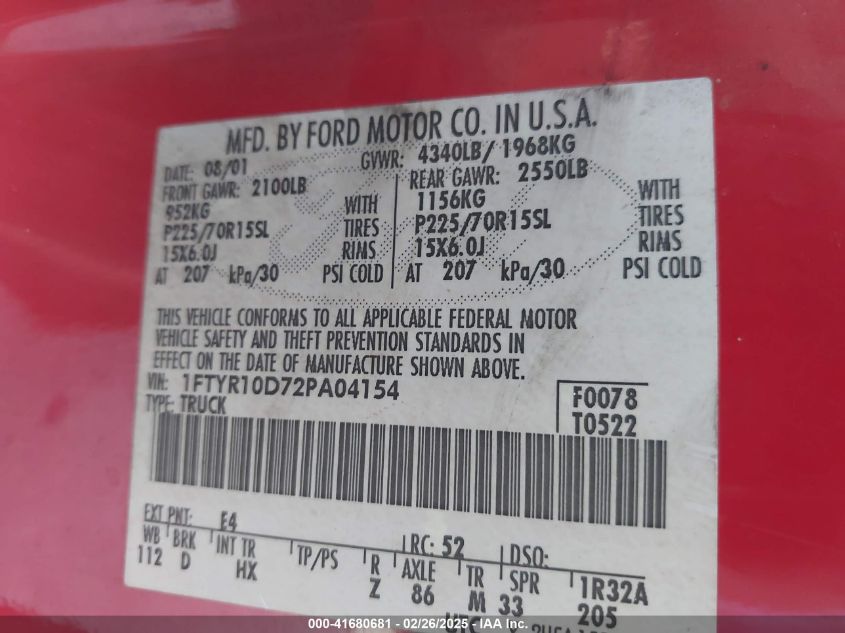 MFD. BY FORD MOTOR CO. IN U.S.A.
DATE: 08/01 GVWR: 4340LB/ 1968KG
FRONT GAWR: 2100LB REAR GAWR: 2550LB
952KG WITH 1156KG WITH
P225/70R15SL TIRES P225/70R15SL TIRES
15X6.0J RIMS 15X6.0J RIMS
AT 207 kPa/30 PSI COLD AT 207 kPa/30 PSI COLD
THIS VEHICLE CONFORMS TO ALL APPLICABLE FEDERAL MOTOR
VEHICLE SAFETY AND THEFT PREVENTION STANDARDS IN
EFFECT ON THE DATE OF MANUFACTURE SHOWN ABOVE.
VIN: 1FTYR10D72PA04154 F0078
TYPE: TRUCK T0522
EXT PNT: E4 RC: 52 DSO:
WB BRK INT TR TP/PS R AXLE TR SPR 1R32A
112 D HX Z 86 M 33 205
000-41680681 - 02/26/2025 - IAA Inc.